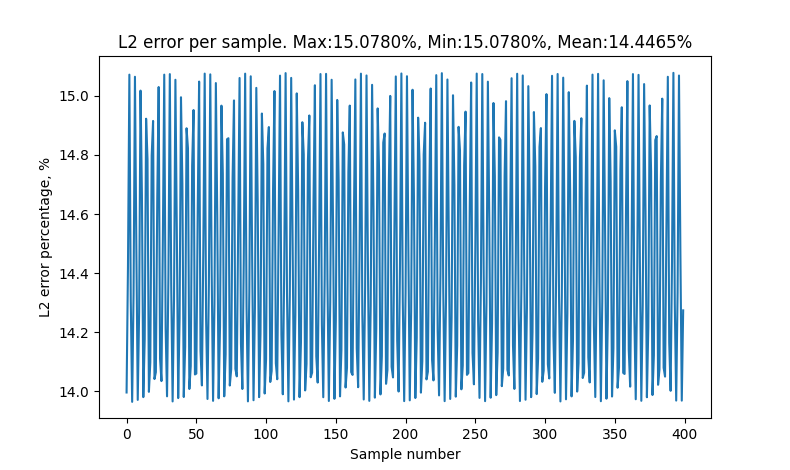 L2 error per sample. Max:15.0780%, Min:15.0780%, Mean:14.4465%
15.0
14.8
14.6
14.4
14.2
14.0
L2 error percentage, %
0 50 100 150 200 250 300 350 400
Sample number